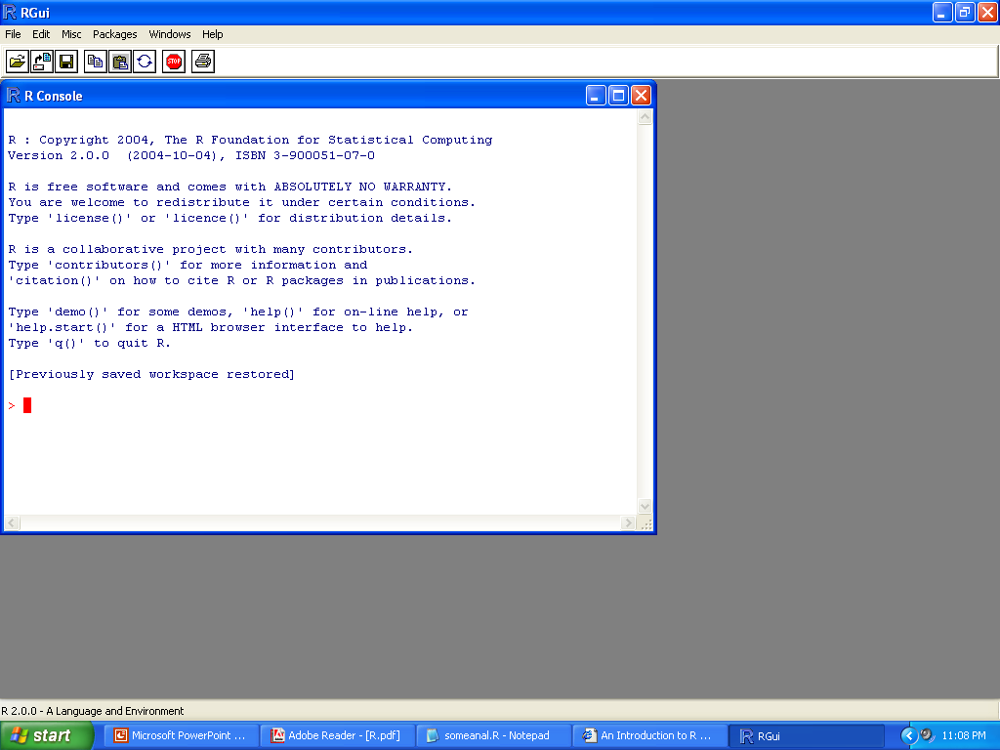 RGui
File Edit Misc Packages Windows Help
STOP
R Console
R : Copyright 2004, The R Foundation for Statistical Computing
Version 2.0.0  (2004-10-04), ISBN 3-900051-07-0
R is free software and comes with ABSOLUTELY NO WARRANTY.
You are welcome to redistribute it under certain conditions.
Type 'license()' or 'licence()' for distribution details.
R is a collaborative project with many contributors.
Type 'contributors()' for more information and
'citation()' on how to cite R or R packages in publications.
Type 'demo()' for some demos, 'help()' for on-line help, or
'help.start()' for a HTML browser interface to help.
Type 'q()' to quit R.
[Previously saved workspace restored]
>
R 2.0.0 - A Language and Environment
start Microsoft PowerPoint ... Adobe Reader - [R.pdf] someanal.R - Notepad An Introduction to R ... RGui 11:08 PM